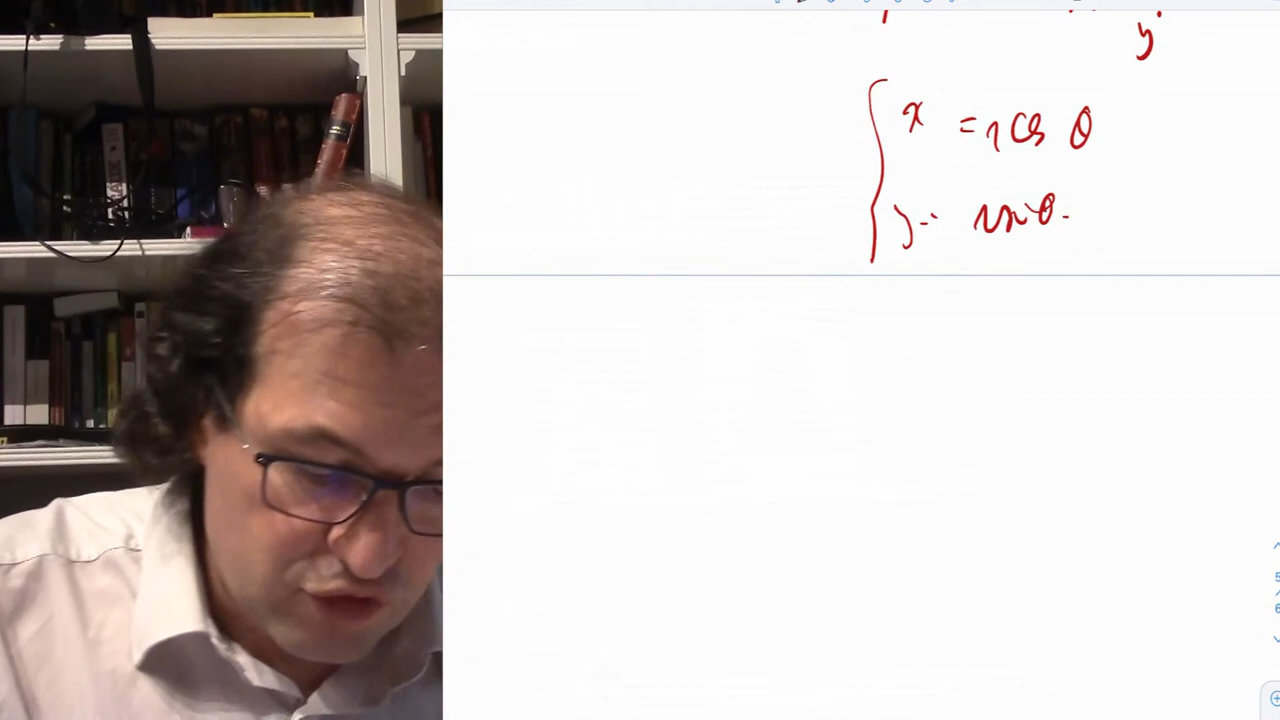 y
x = r cos θ
y = r sin θ.